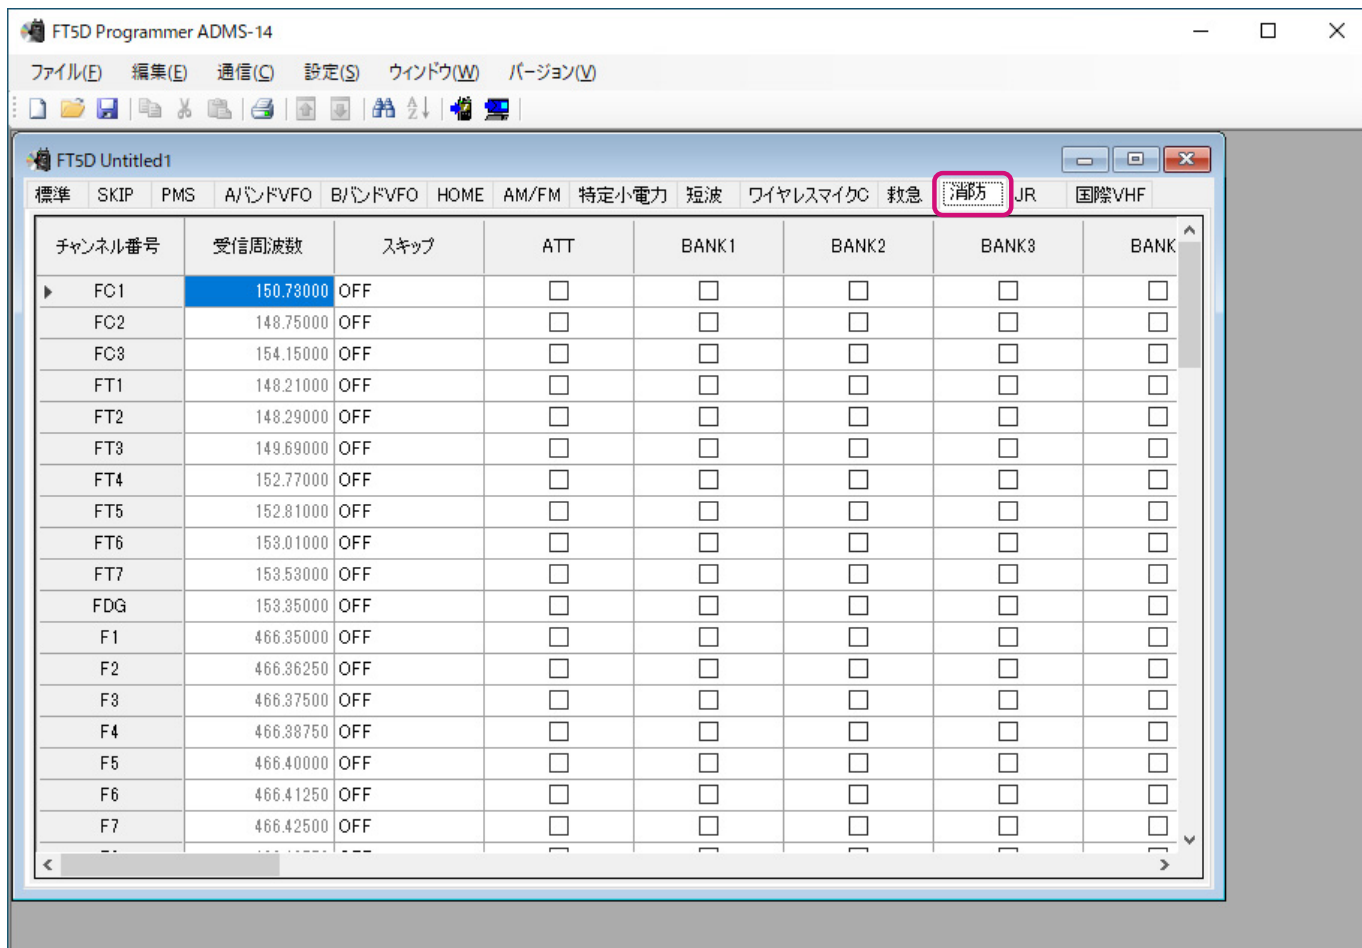 FT5D Programmer ADMS-14
ファイル(F) 編集(E) 通信(C) 設定(S) ウィンドウ(W) バージョン(V)
FT5D Untitled1
標準 SKIP PMS AバンドVFO BバンドVFO HOME AM/FM 特定小電力 短波 ワイヤレスマイクC 救急 消防 JR 国際VHF
チャンネル番号 受信周波数 スキップ ATT BANK1 BANK2 BANK3 BANK
FC1 150.73000 OFF
FC2 148.75000 OFF
FC3 154.15000 OFF
FT1 148.21000 OFF
FT2 148.29000 OFF
FT3 149.69000 OFF
FT4 152.77000 OFF
FT5 152.81000 OFF
FT6 153.01000 OFF
FT7 153.53000 OFF
FDG 153.35000 OFF
F1 466.35000 OFF
F2 466.36250 OFF
F3 466.37500 OFF
F4 466.38750 OFF
F5 466.40000 OFF
F6 466.41250 OFF
F7 466.42500 OFF